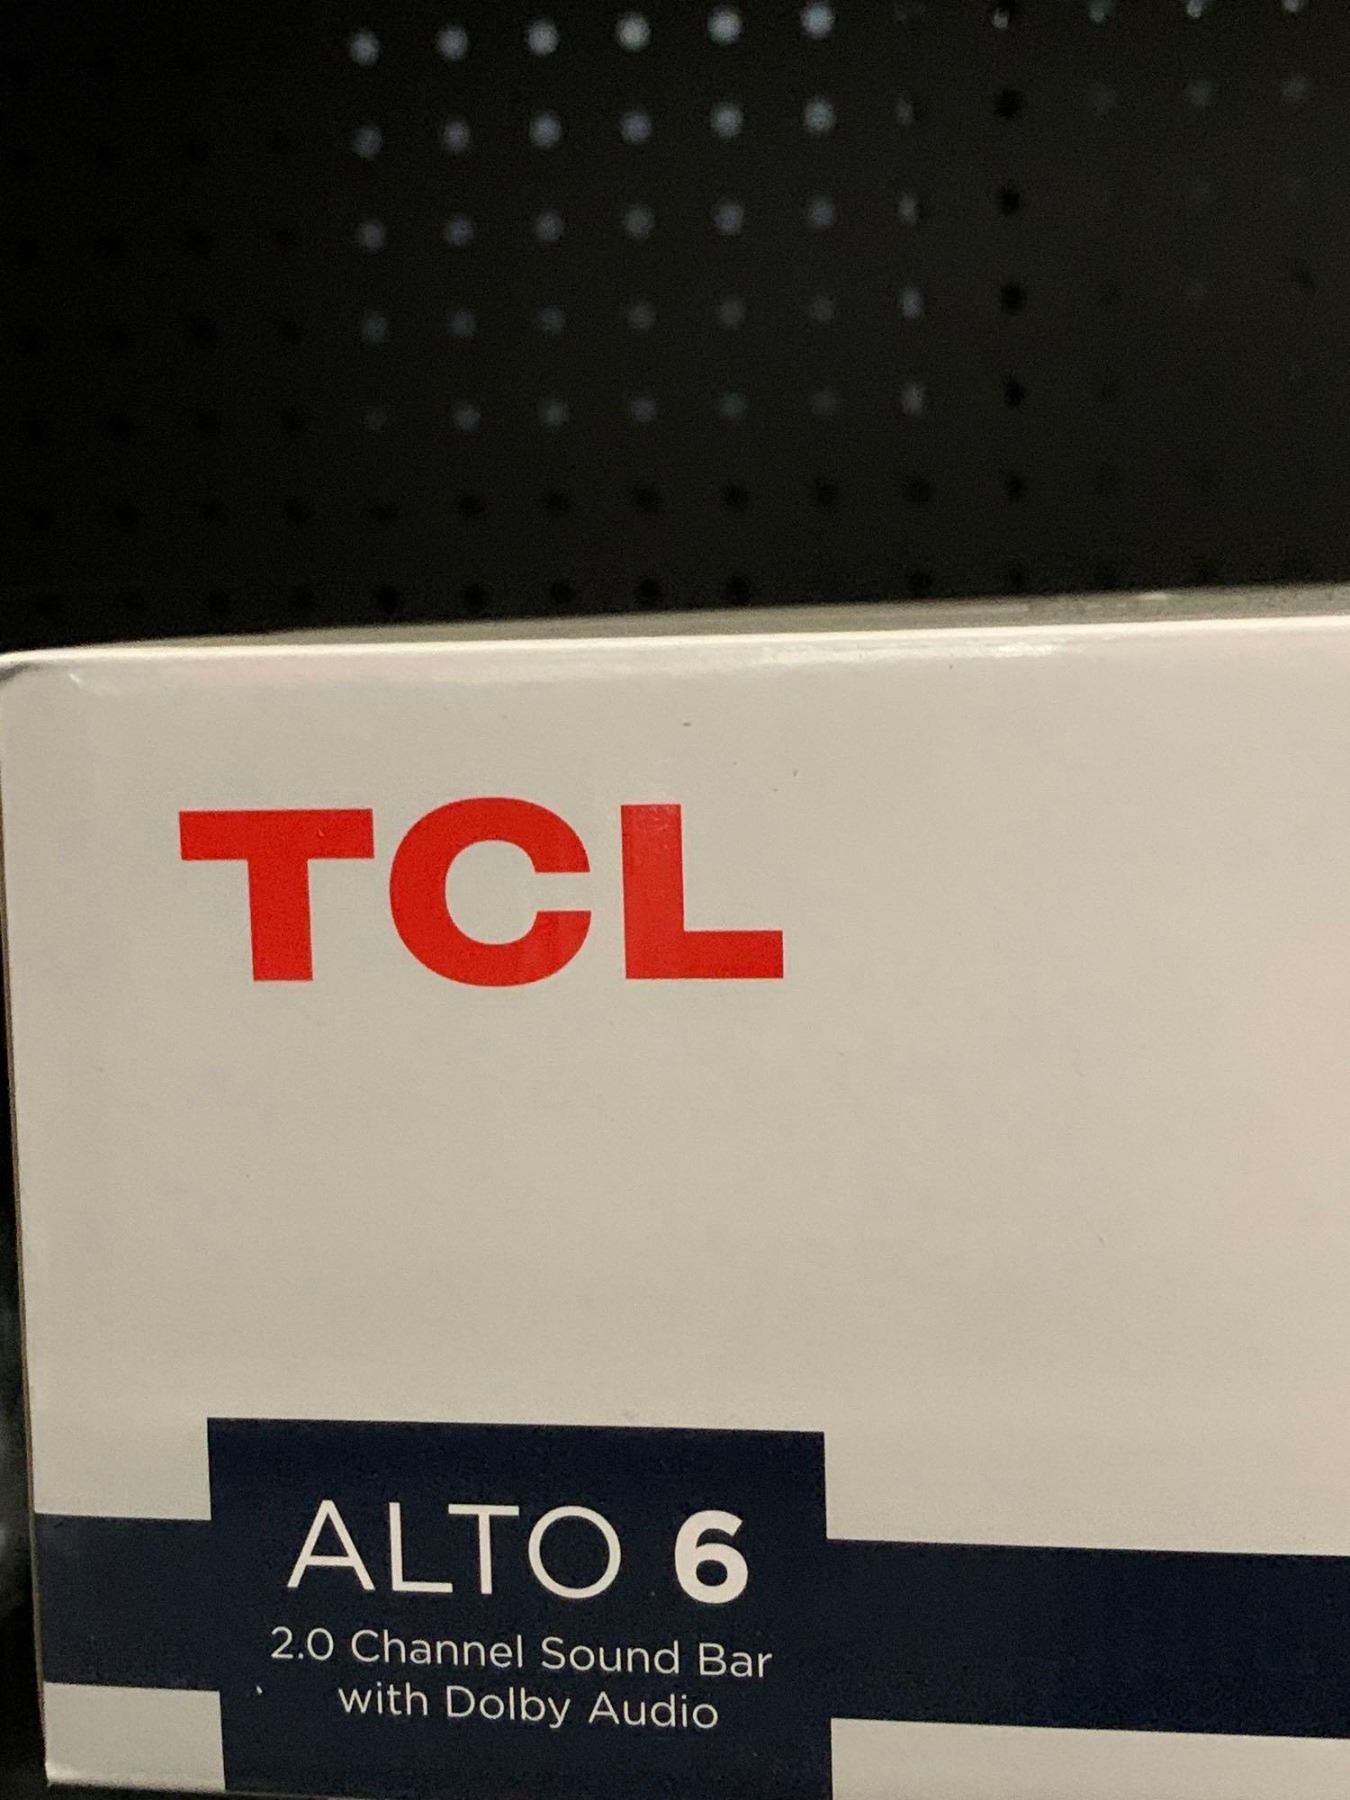 TCL
ALTO 6
2.0 Channel Sound Bar
with Dolby Audio